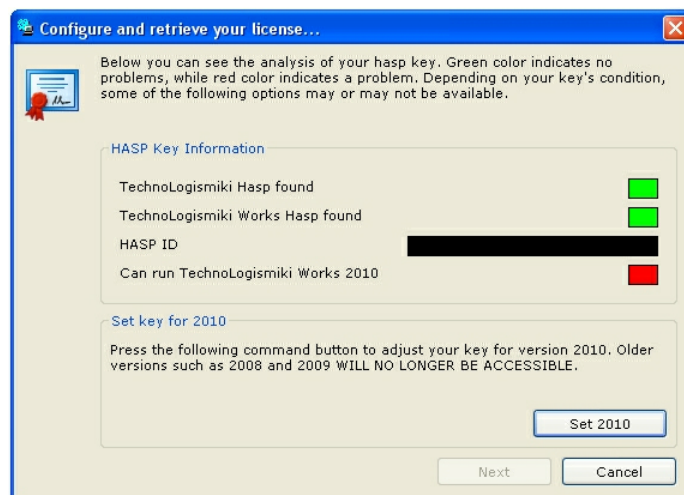 Configure and retrieve your license...
Below you can see the analysis of your hasp key. Green color indicates no
problems, while red color indicates a problem. Depending on your key's condition,
some of the following options may or may not be available.
HASP Key Information
TechnoLogismiki Hasp found
TechnoLogismiki Works Hasp found
HASP ID
Can run TechnoLogismiki Works 2010
Set key for 2010
Press the following command button to adjust your key for version 2010. Older
versions such as 2008 and 2009 WILL NO LONGER BE ACCESSIBLE.
Set 2010
Next
Cancel